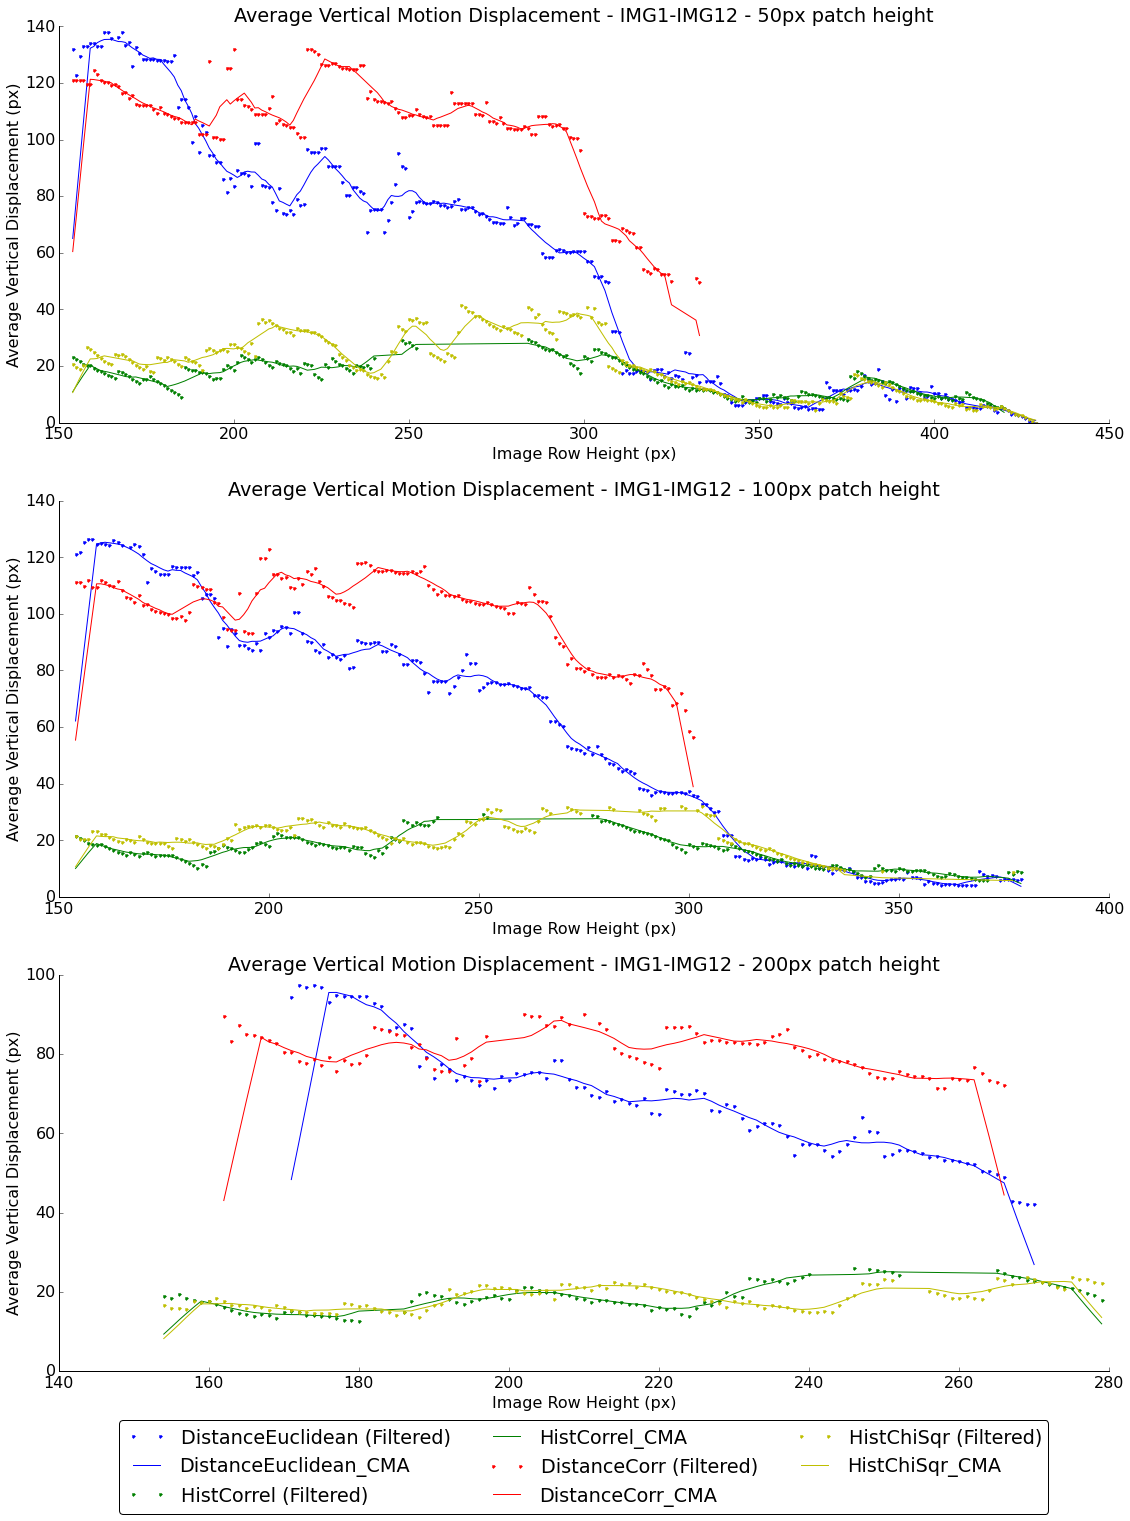 Average Vertical Motion Displacement - IMG1-IMG12 - 50px patch height
140
120
100
80
60
40
20
0
Average Vertical Displacement (px)
150 200 250 300 350 400 450
Image Row Height (px)
Average Vertical Motion Displacement - IMG1-IMG12 - 100px patch height
140
120
100
80
60
40
20
0
Average Vertical Displacement (px)
150 200 250 300 350 400
Image Row Height (px)
Average Vertical Motion Displacement - IMG1-IMG12 - 200px patch height
100
80
60
40
20
0
Average Vertical Displacement (px)
140 160 180 200 220 240 260 280
Image Row Height (px)
DistanceEuclidean (Filtered)
DistanceEuclidean_CMA
HistCorrel (Filtered)
HistCorrel_CMA
DistanceCorr (Filtered)
DistanceCorr_CMA
HistChiSqr (Filtered)
HistChiSqr_CMA